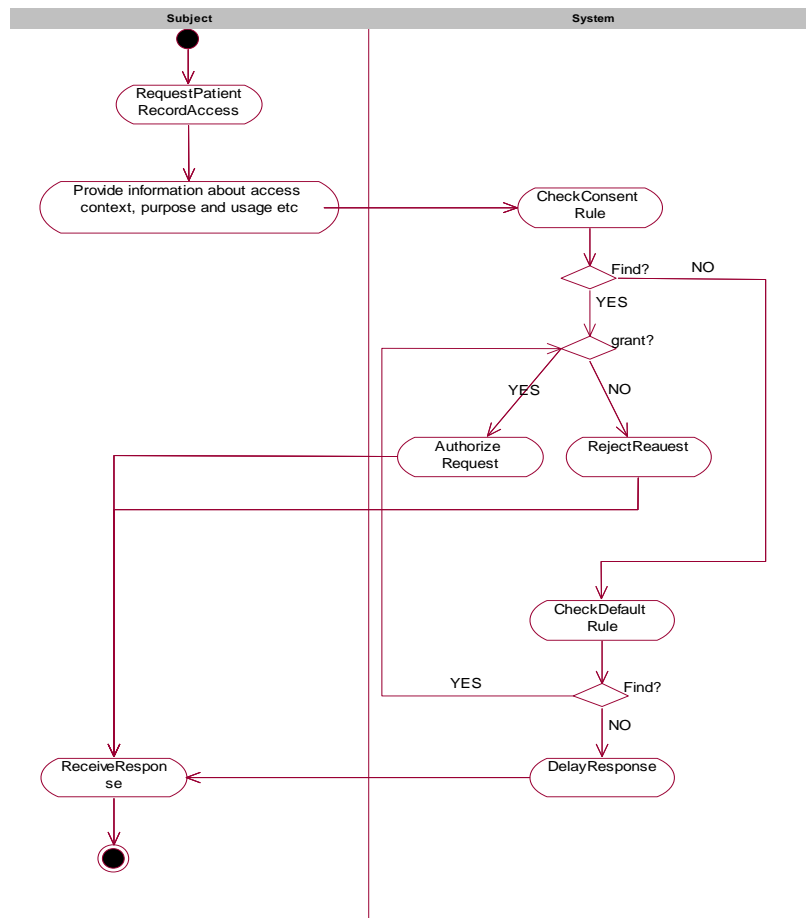 Subject
System
RequestPatient
RecordAccess
Provide information about access
context, purpose and usage etc
CheckConsent
Rule
Find?
NO
YES
grant?
YES
NO
Authorize
Request
RejectReauest
CheckDefault
Rule
YES
Find?
NO
ReceiveRespon
se
DelayResponse